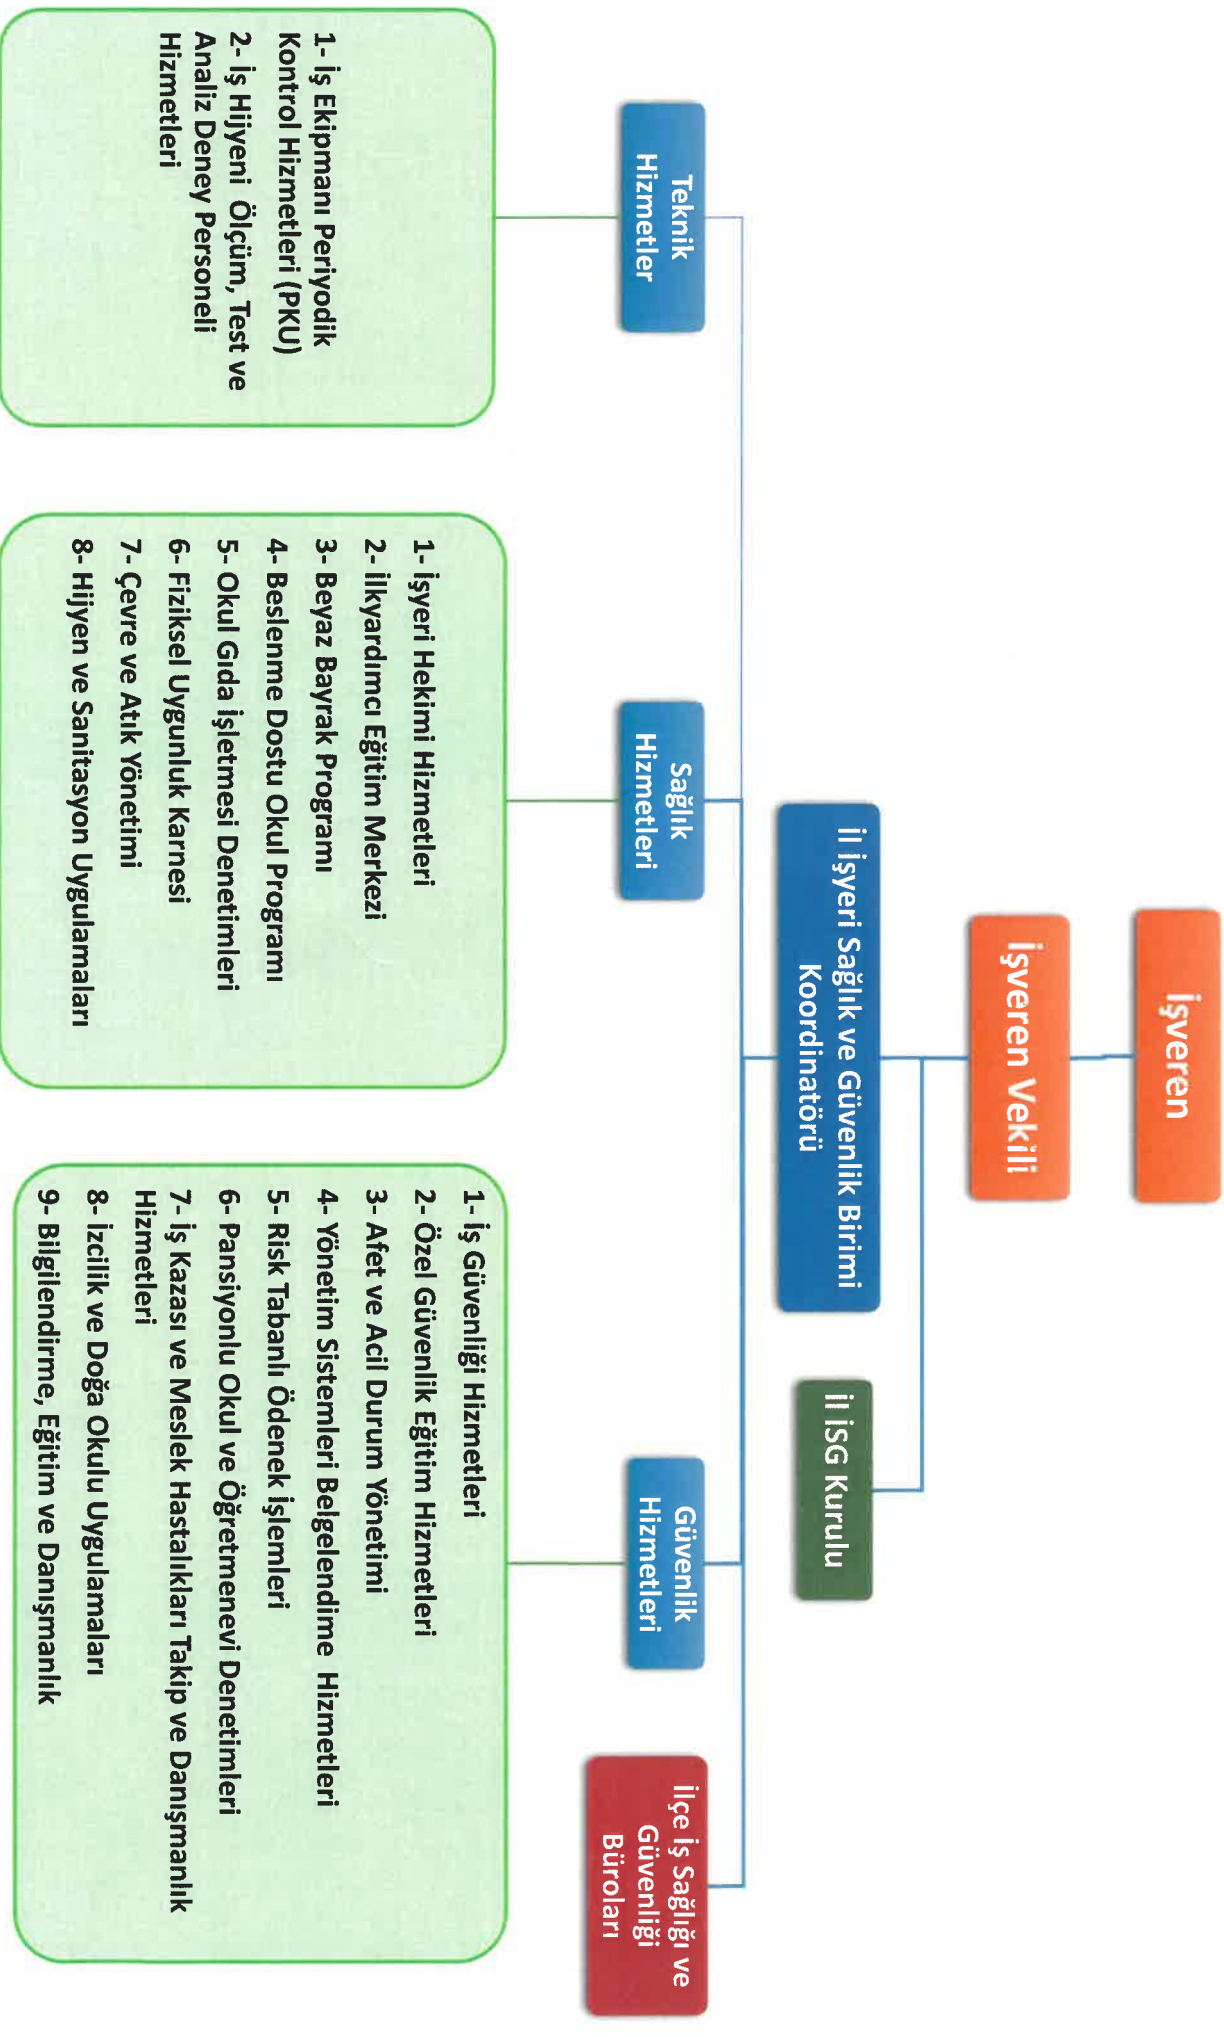 İşveren
İşveren Vekili
İl İşyeri Sağlık ve Güvenlik Birimi
Koordinatörü
İl İSG Kurulu
Teknik
Hizmetler
Sağlık
Hizmetleri
Güvenlik
Hizmetleri
İlçe İş Sağlığı ve
Güvenliği
Büroları
1- İş Ekipmanı Periyodik
Kontrol Hizmetleri (PKU)
2- İş Hijyeni Ölçüm, Test ve
Analiz Deney Personeli
Hizmetleri
1- İşyeri Hekimi Hizmetleri
2- İlkyardımcı Eğitim Merkezi
3- Beyaz Bayrak Programı
4- Beslenme Dostu Okul Programı
5- Okul Gıda İşletmesi Denetimleri
6- Fiziksel Uygunluk Karnesi
7- Çevre ve Atık Yönetimi
8- Hijyen ve Sanitasyon Uygulamaları
1- İş Güvenliği Hizmetleri
2- Özel Güvenlik Eğitim Hizmetleri
3- Afet ve Acil Durum Yönetimi
4- Yönetim Sistemleri Belgelendime Hizmetleri
5- Risk Tabanlı Ödenek İşlemleri
6- Pansiyonlu Okul ve Öğretmenevi Denetimleri
7- İş Kazası ve Meslek Hastalıkları Takip ve Danışmanlık
Hizmetleri
8- İzcilik ve Doğa Okulu Uygulamaları
9- Bilgilendirme, Eğitim ve Danışmanlık